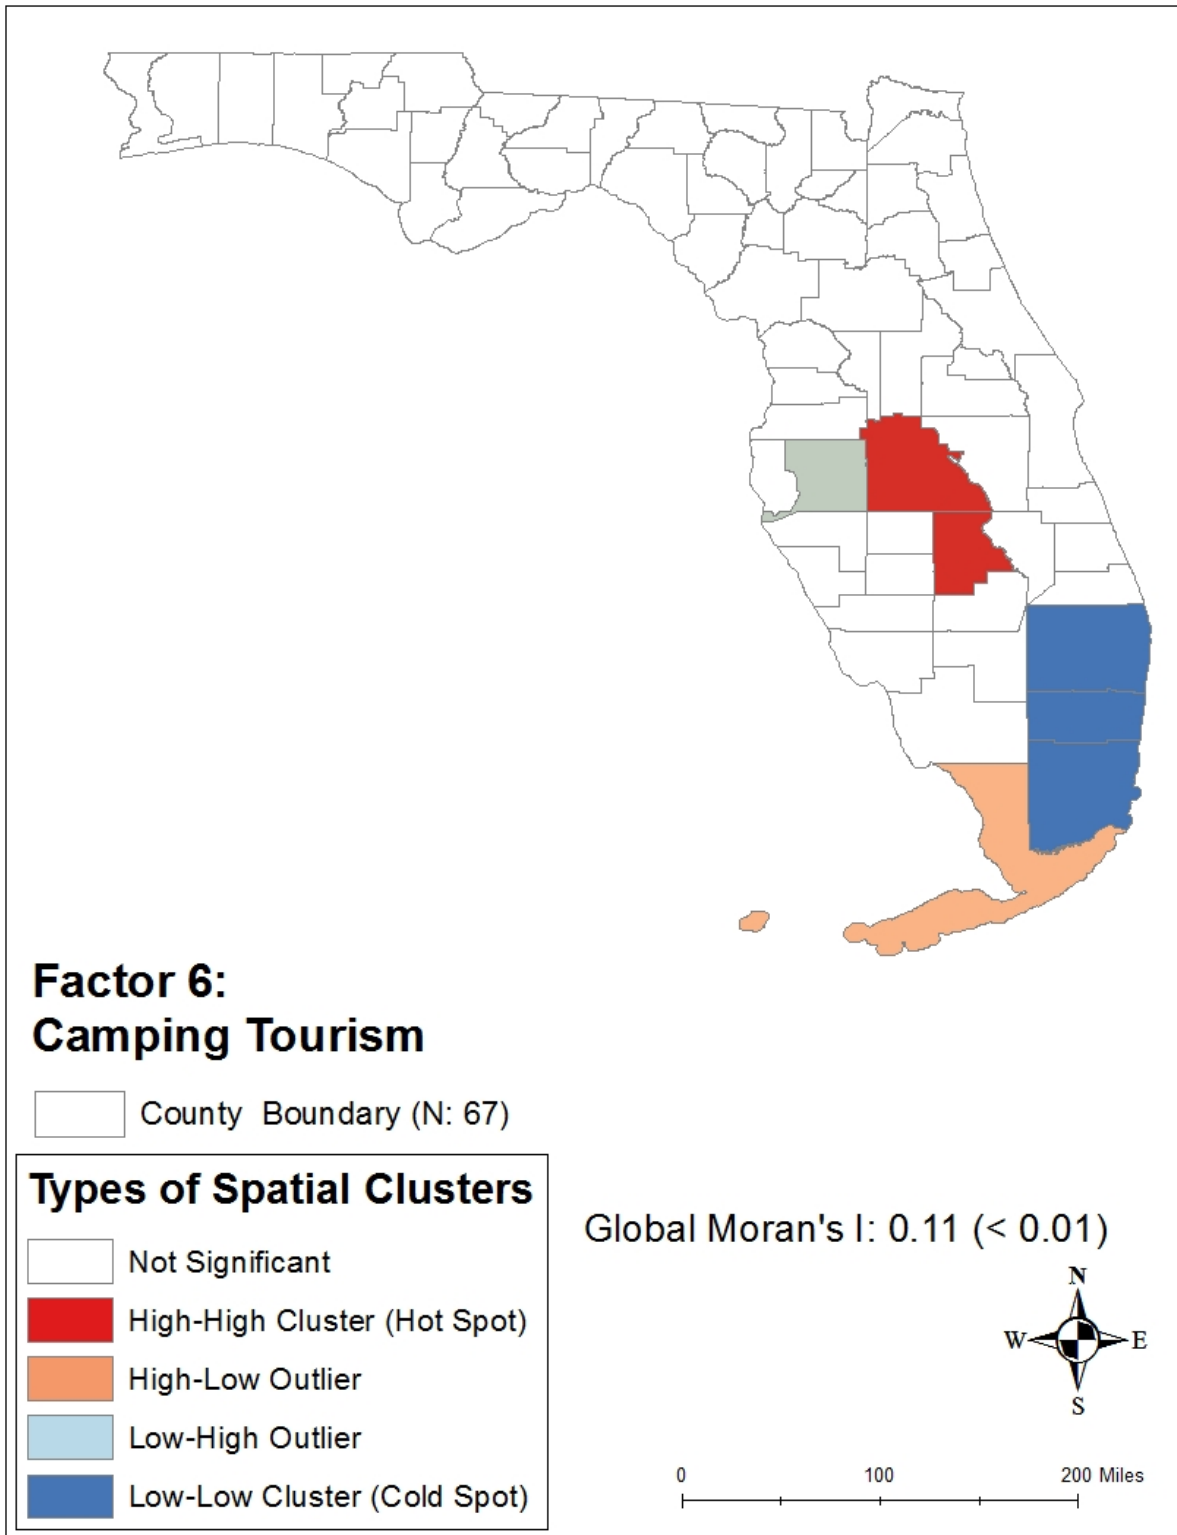 Factor 6:
Camping Tourism
County Boundary (N: 67)
Types of Spatial Clusters
Not Significant
High-High Cluster (Hot Spot)
High-Low Outlier
Low-High Outlier
Low-Low Cluster (Cold Spot)
Global Moran's I: 0.11 (< 0.01)
N
W E
S
0 100 200 Miles